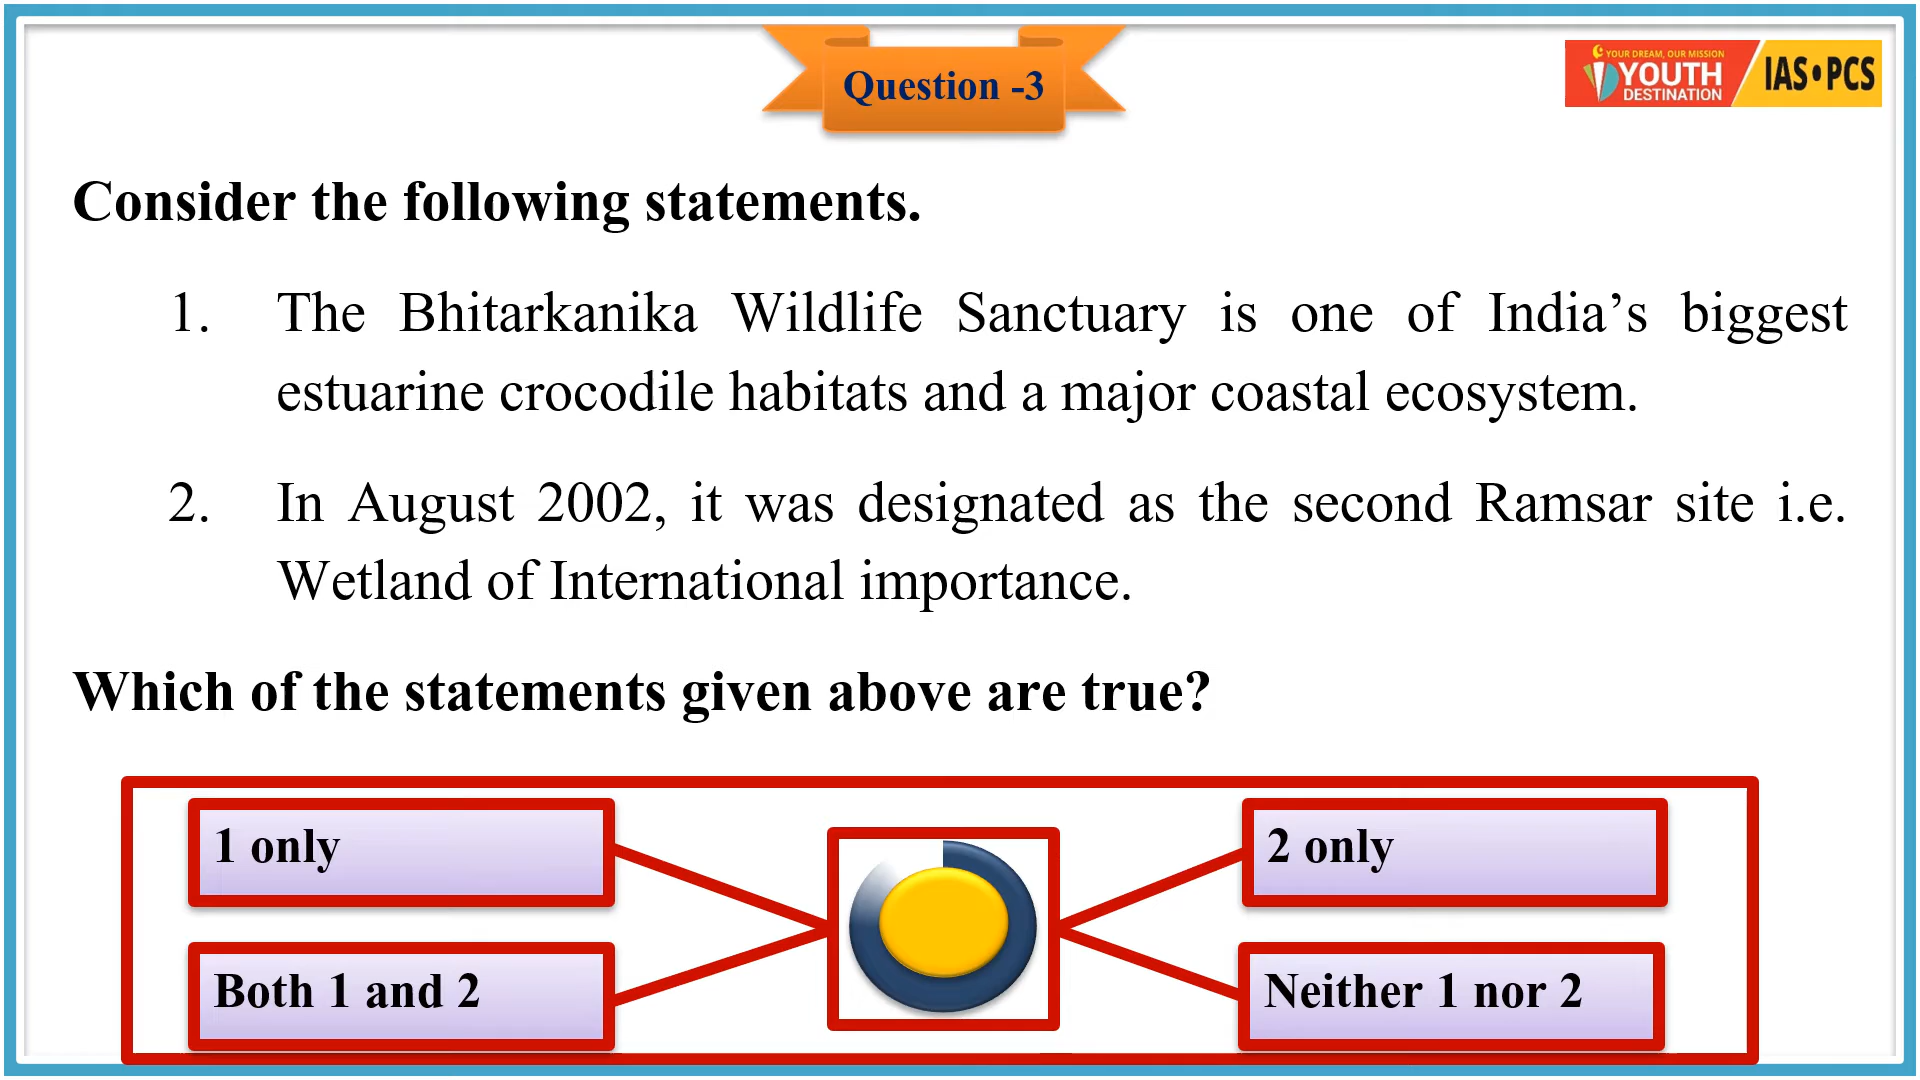 Question -3
YOUR DREAM, OUR MISSION
YOUTH
DESTINATION
IAS•PCS
Consider the following statements.
1. The Bhitarkanika Wildlife Sanctuary is one of India’s biggest
estuarine crocodile habitats and a major coastal ecosystem.
2. In August 2002, it was designated as the second Ramsar site i.e.
Wetland of International importance.
Which of the statements given above are true?
1 only
2 only
Both 1 and 2
Neither 1 nor 2